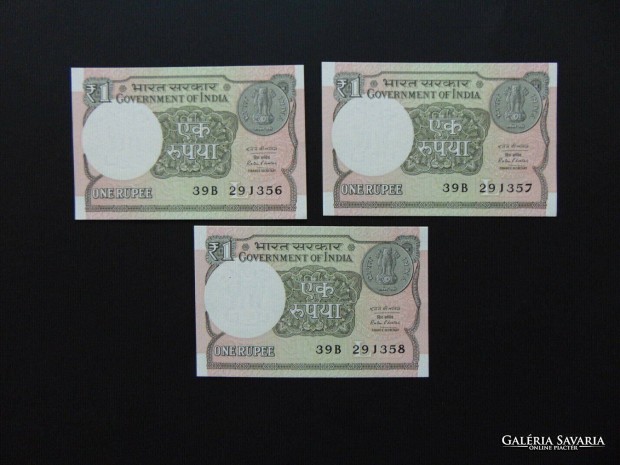 ₹1 भारत सरकार
GOVERNMENT OF INDIA
एक
रुपया
ONE RUPEE 39B 291356
₹1 भारत सरकार
GOVERNMENT OF INDIA
एक
रुपया
ONE RUPEE 39B 291357
₹1 भारत सरकार
GOVERNMENT OF INDIA
एक
रुपया
ONE RUPEE 39B 291358
GALÉRIA SAVARIA
ONLINE PIACTÉR